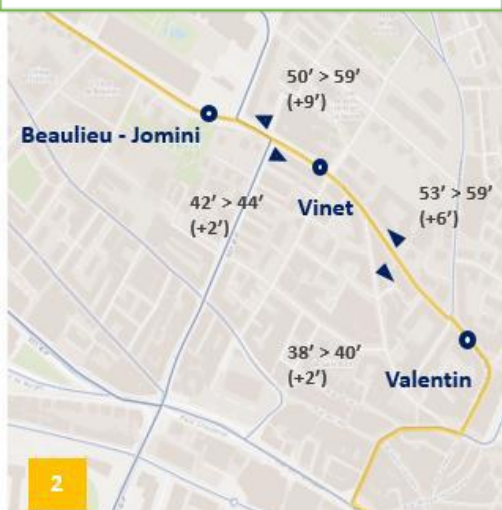 50’ > 59’
(+9’)
Beaulieu - Jomini
42’ > 44’
(+2’)
Vinet
53’ > 59’
(+6’)
38’ > 40’
(+2’)
Valentin
2